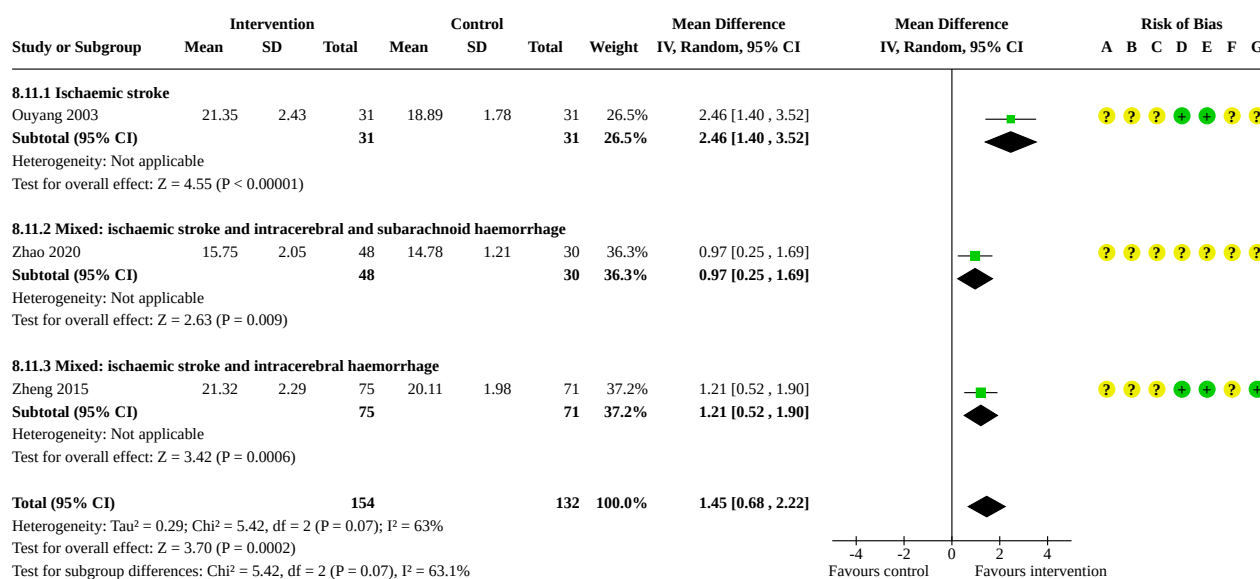 Intervention Control Mean Difference Mean Difference Risk of Bias
Study or Subgroup Mean SD Total Mean SD Total Weight IV, Random, 95% CI IV, Random, 95% CI A B C D E F G
8.11.1 Ischaemic stroke
Ouyang 2003 21.35 2.43 31 18.89 1.78 31 26.5% 2.46 [1.40 , 3.52] ? ? ? + + ? ?
Subtotal (95% CI) 31 31 26.5% 2.46 [1.40 , 3.52]
Heterogeneity: Not applicable
Test for overall effect: Z = 4.55 (P < 0.00001)
8.11.2 Mixed: ischaemic stroke and intracerebral and subarachnoid haemorrhage
Zhao 2020 15.75 2.05 48 14.78 1.21 30 36.3% 0.97 [0.25 , 1.69] ? ? ? ? ? ? ?
Subtotal (95% CI) 48 30 36.3% 0.97 [0.25 , 1.69]
Heterogeneity: Not applicable
Test for overall effect: Z = 2.63 (P = 0.009)
8.11.3 Mixed: ischaemic stroke and intracerebral haemorrhage
Zheng 2015 21.32 2.29 75 20.11 1.98 71 37.2% 1.21 [0.52 , 1.90] ? ? ? + + ? +
Subtotal (95% CI) 75 71 37.2% 1.21 [0.52 , 1.90]
Heterogeneity: Not applicable
Test for overall effect: Z = 3.42 (P = 0.0006)
Total (95% CI) 154 132 100.0% 1.45 [0.68 , 2.22]
Heterogeneity: Tau² = 0.29; Chi² = 5.42, df = 2 (P = 0.07); I² = 63%
Test for overall effect: Z = 3.70 (P = 0.0002)
-4 -2 0 2 4
Test for subgroup differences: Chi² = 5.42, df = 2 (P = 0.07), I² = 63.1% Favours control Favours intervention